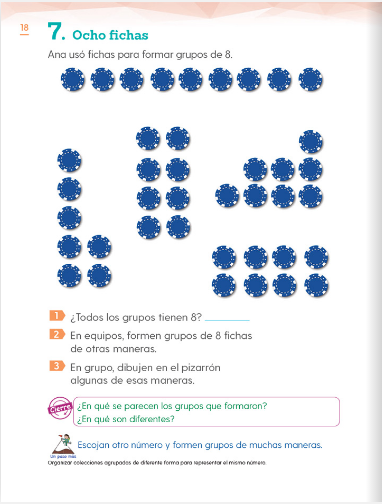 18
7. Ocho fichas
Ana usó fichas para formar grupos de 8.
1 ¿Todos los grupos tienen 8? __________
2 En equipos, formen grupos de 8 fichas
de otras maneras.
3 En grupo, dibujen en el pizarrón
algunas de esas maneras.
Cierre
¿En qué se parecen los grupos que formaron?
¿En qué son diferentes?
Un paso más
Escojan otro número y formen grupos de muchas maneras.
Organizar colecciones agrupadas de diferente forma para representar el mismo número.